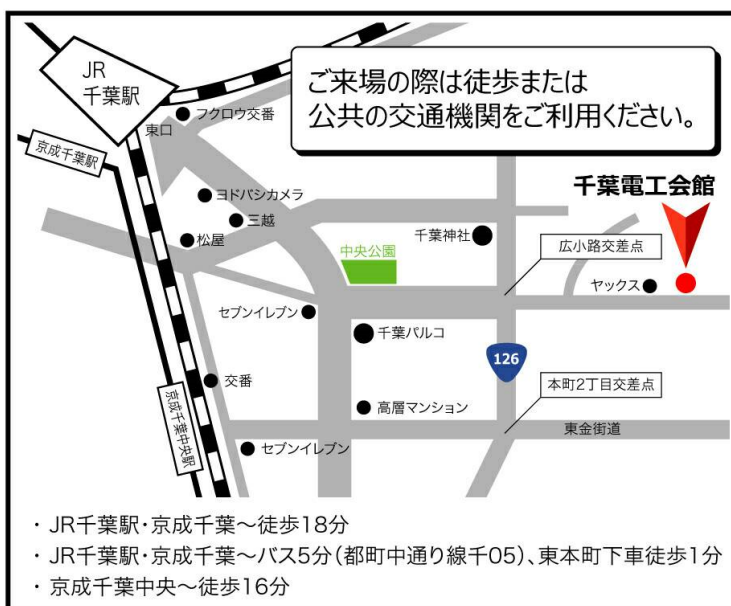 JR
千葉駅
ご来場の際は徒歩または
公共の交通機関をご利用ください。
東口
フクロウ交番
京成千葉駅
千葉電工会館
ヨドバシカメラ
三越
松屋
中央公園
千葉神社
広小路交差点
ヤックス
セブンイレブン
千葉パルコ
126
交番
本町2丁目交差点
京成千葉中央駅
高層マンション
東金街道
セブンイレブン
・ JR千葉駅・京成千葉～徒歩18分
・ JR千葉駅・京成千葉～バス5分(都町中通り線千05)、東本町下車徒歩1分
・ 京成千葉中央～徒歩16分